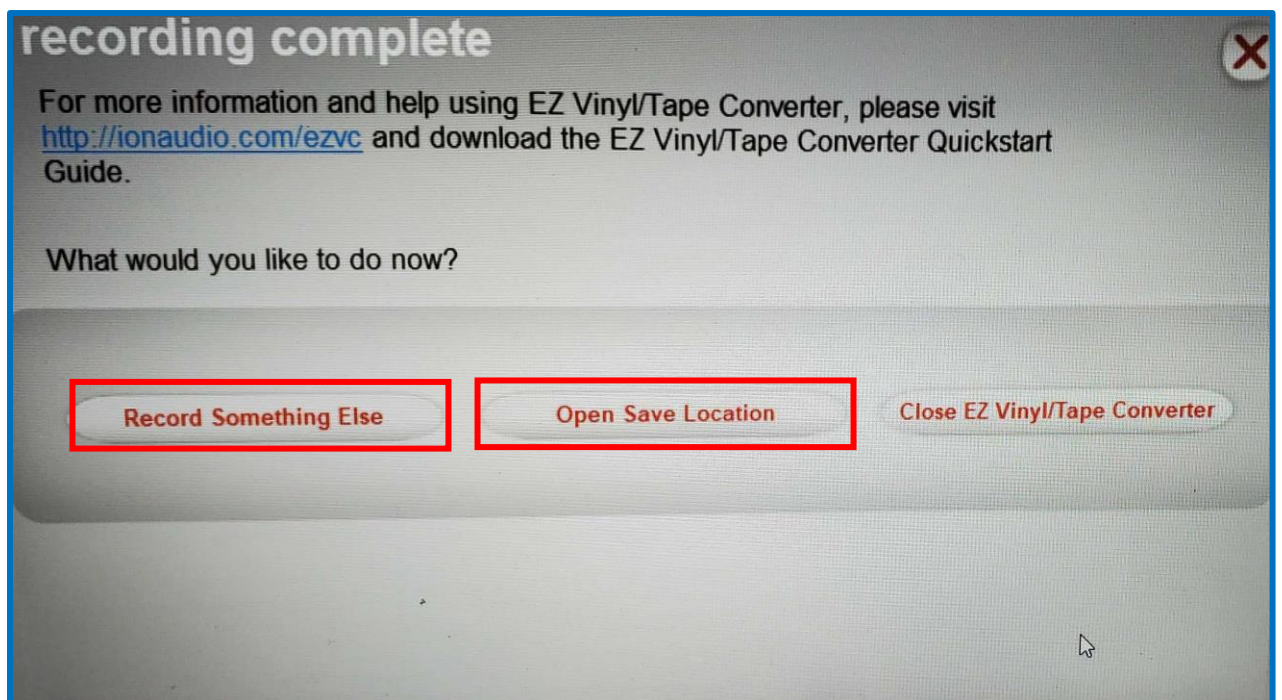 recording complete
For more information and help using EZ Vinyl/Tape Converter, please visit
http://ionaudio.com/ezvc and download the EZ Vinyl/Tape Converter Quickstart
Guide.
What would you like to do now?
Record Something Else
Open Save Location
Close EZ Vinyl/Tape Converter